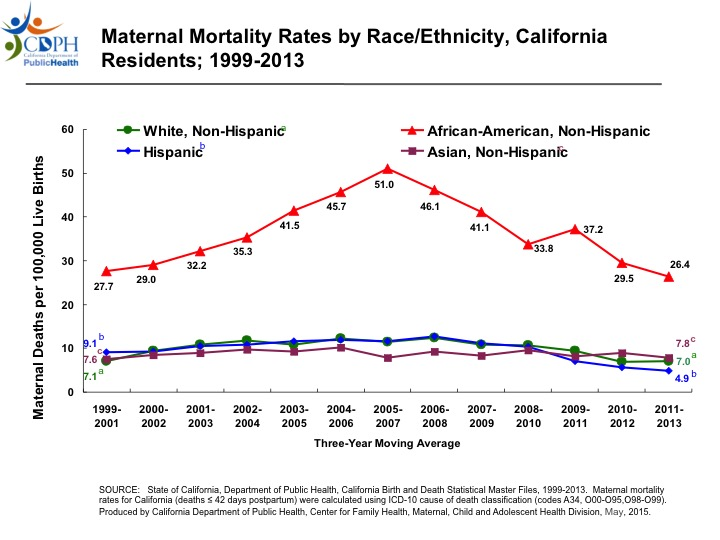 CDPH
California Department of
PublicHealth
Maternal Mortality Rates by Race/Ethnicity, California
Residents; 1999-2013
Maternal Deaths per 100,000 Live Births
60
50
40
30
20
10
0
White, Non-Hispanic a
African-American, Non-Hispanic
Hispanic b
Asian, Non-Hispanic c
27.7
29.0
32.2
35.3
41.5
45.7
51.0
46.1
41.1
33.8
37.2
29.5
26.4
9.1 b
7.6 c
7.1 a
7.8 c
7.0 a
4.9 b
1999- 2000- 2001- 2002- 2003- 2004- 2005- 2006- 2007- 2008- 2009- 2010- 2011-
2001 2002 2003 2004 2005 2006 2007 2008 2009 2010 2011 2012 2013
Three-Year Moving Average
SOURCE: State of California, Department of Public Health, California Birth and Death Statistical Master Files, 1999-2013. Maternal mortality
rates for California (deaths ≤ 42 days postpartum) were calculated using ICD-10 cause of death classification (codes A34, O00-O95,O98-O99).
Produced by California Department of Public Health, Center for Family Health, Maternal, Child and Adolescent Health Division, May, 2015.